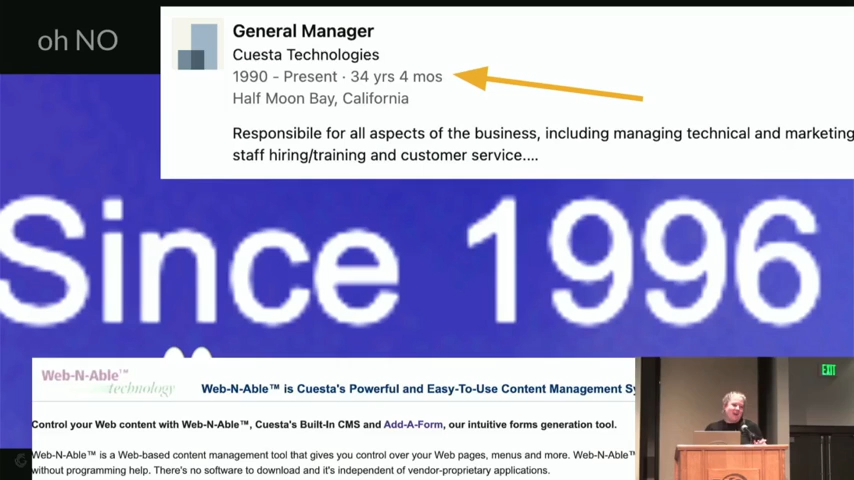 oh NO
General Manager
Cuesta Technologies
1990 - Present · 34 yrs 4 mos
Half Moon Bay, California
Responsibile for all aspects of the business, including managing technical and marketing
staff hiring/training and customer service....
Since 1996
Web-N-Able™
technology
Web-N-Able™ is Cuesta's Powerful and Easy-To-Use Content Management Sy
Control your Web content with Web-N-Able™, Cuesta's Built-In CMS and Add-A-Form, our intuitive forms generation tool.
Web-N-Able™ is a Web-based content management tool that gives you control over your Web pages, menus and more. Web-N-Able™
without programming help. There's no software to download and it's independent of vendor-proprietary applications.
EXIT